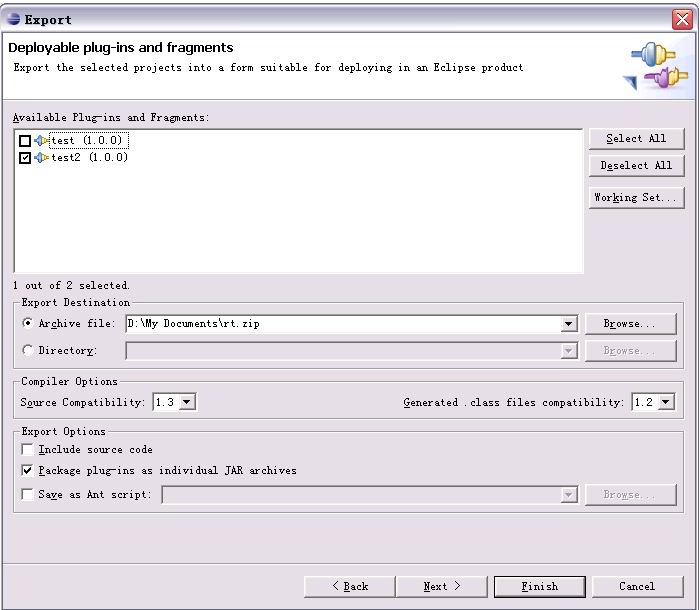 Export
Deployable plug-ins and fragments
Export the selected projects into a form suitable for deploying in an Eclipse product
Available Plug-ins and Fragments:
test (1.0.0)
test2 (1.0.0)
Select All
Deselect All
Working Set...
1 out of 2 selected.
Export Destination
Archive file: D:\My Documents\rt.zip Browse...
Directory: Browse...
Compiler Options
Source Compatibility: 1.3 Generated .class files compatibility: 1.2
Export Options
Include source code
Package plug-ins as individual JAR archives
Save as Ant script: Browse...
< Back Next > Finish Cancel